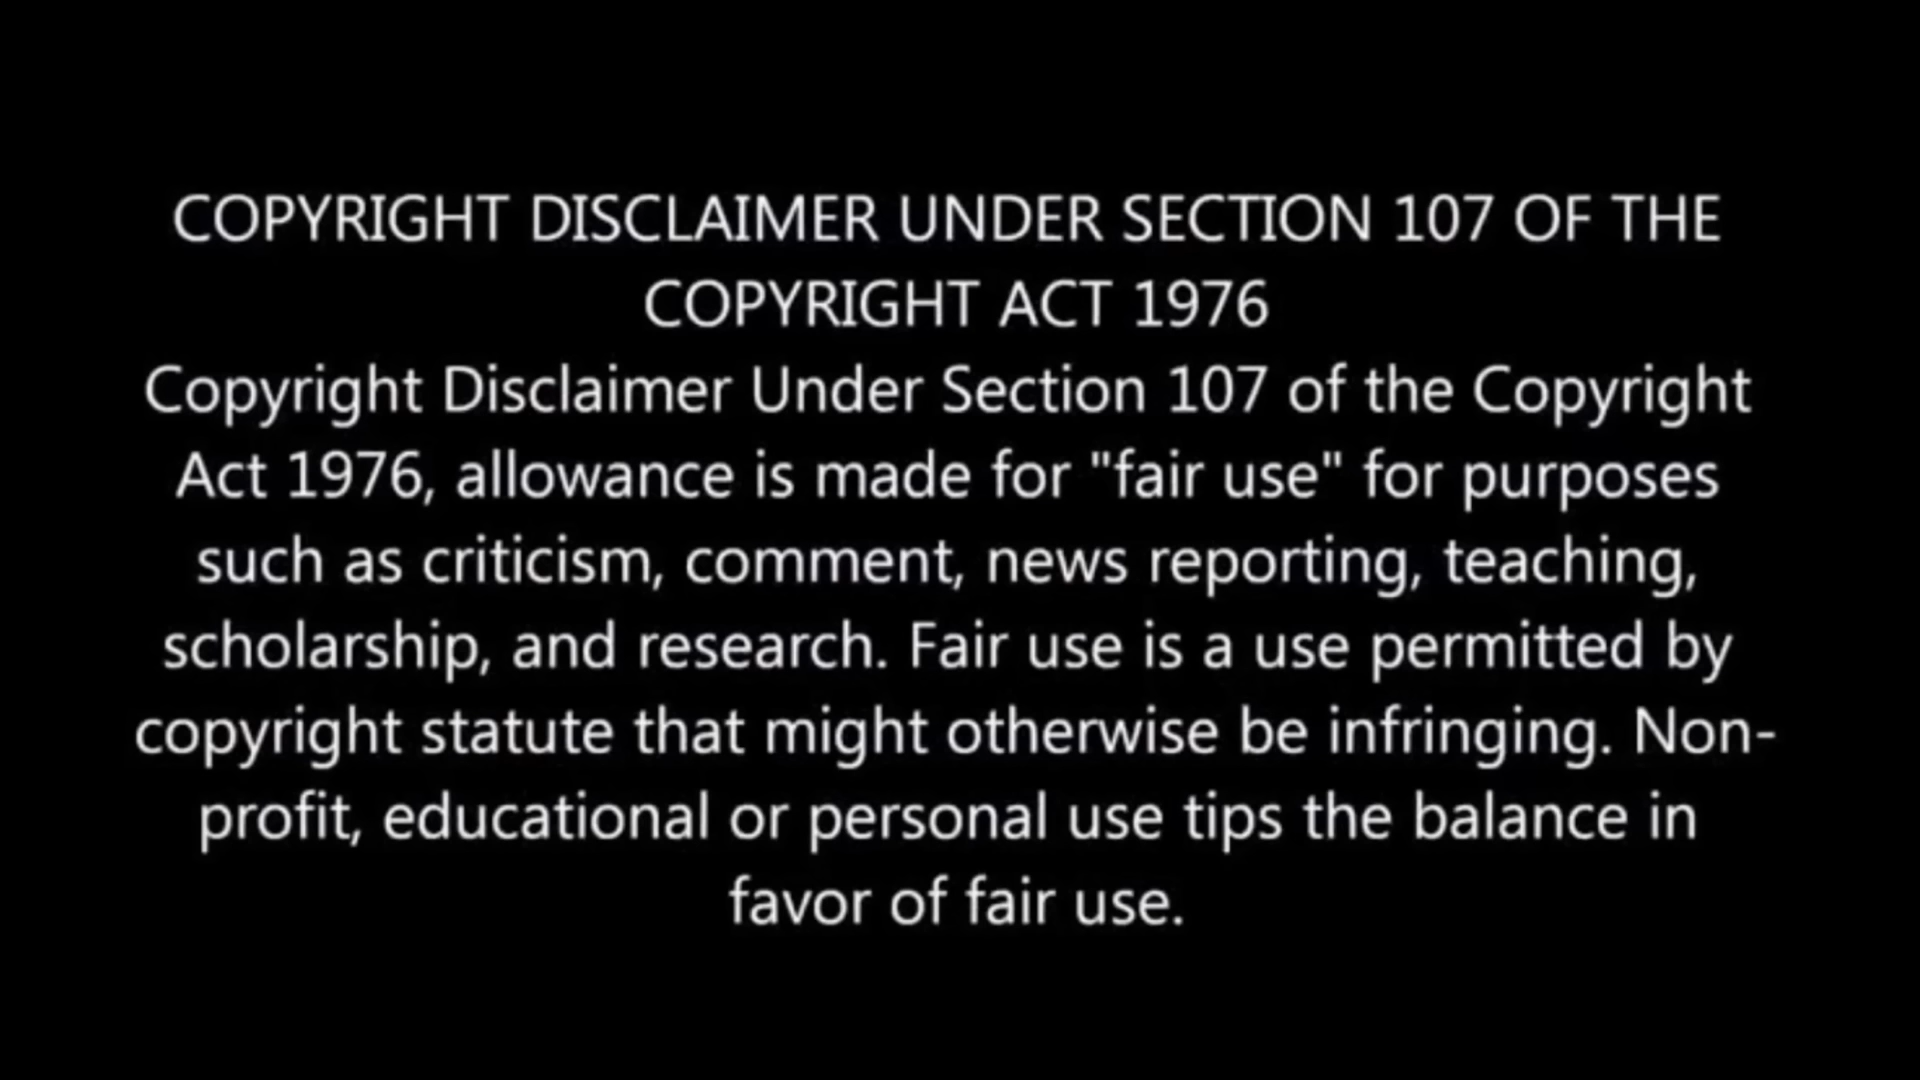 COPYRIGHT DISCLAIMER UNDER SECTION 107 OF THE
COPYRIGHT ACT 1976
Copyright Disclaimer Under Section 107 of the Copyright
Act 1976, allowance is made for "fair use" for purposes
such as criticism, comment, news reporting, teaching,
scholarship, and research. Fair use is a use permitted by
copyright statute that might otherwise be infringing. Non-
profit, educational or personal use tips the balance in
favor of fair use.